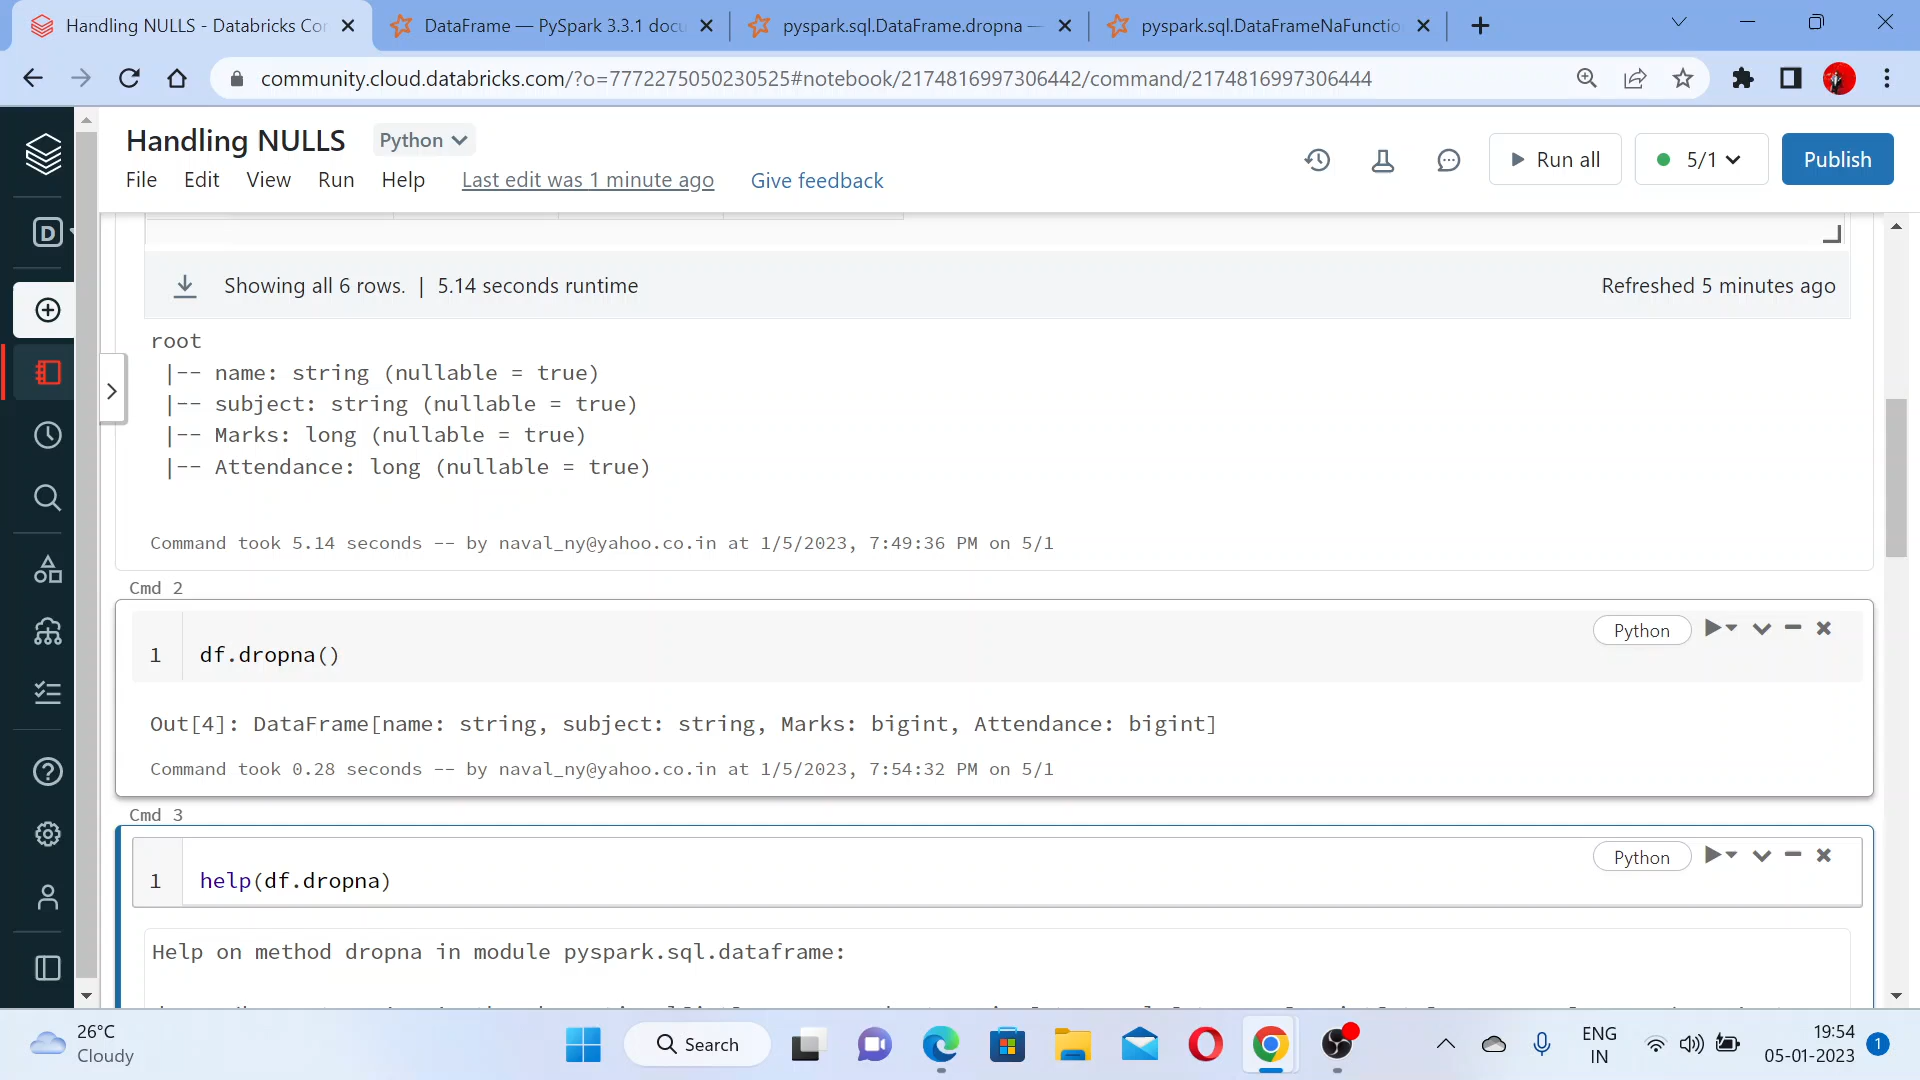 Handling NULLS - Databricks Co
DataFrame — PySpark 3.3.1 docu
pyspark.sql.DataFrame.dropna —
pyspark.sql.DataFrameNaFunctio
community.cloud.databricks.com/?o=7772275050230525#notebook/2174816997306442/command/2174816997306444
Handling NULLS
Python
File Edit View Run Help Last edit was 1 minute ago Give feedback
Run all
5/1
Publish
D
Showing all 6 rows. | 5.14 seconds runtime
Refreshed 5 minutes ago
root
|-- name: string (nullable = true)
|-- subject: string (nullable = true)
|-- Marks: long (nullable = true)
|-- Attendance: long (nullable = true)
Command took 5.14 seconds -- by naval_ny@yahoo.co.in at 1/5/2023, 7:49:36 PM on 5/1
Cmd 2
Python
1 df.dropna()
Out[4]: DataFrame[name: string, subject: string, Marks: bigint, Attendance: bigint]
Command took 0.28 seconds -- by naval_ny@yahoo.co.in at 1/5/2023, 7:54:32 PM on 5/1
Cmd 3
Python
1 help(df.dropna)
Help on method dropna in module pyspark.sql.dataframe:
26°C
Cloudy
Search
ENG
IN
19:54
05-01-2023
1